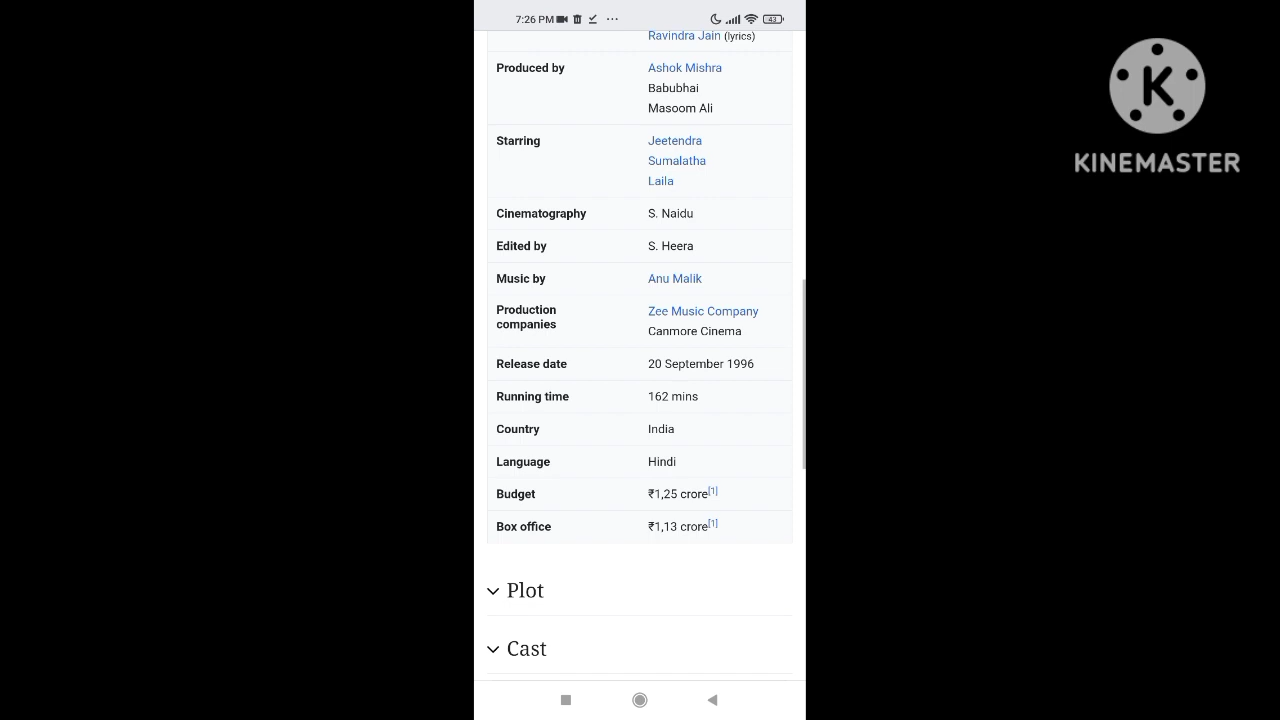 7:26 PM
43
Ravindra Jain (lyrics)
Produced by
Ashok Mishra
Babubhai
Masoom Ali
Starring
Jeetendra
Sumalatha
Laila
Cinematography
S. Naidu
Edited by
S. Heera
Music by
Anu Malik
Production
companies
Zee Music Company
Canmore Cinema
Release date
20 September 1996
Running time
162 mins
Country
India
Language
Hindi
Budget
₹1,25 crore[1]
Box office
₹1,13 crore[1]
Plot
Cast
K
KINEMASTER